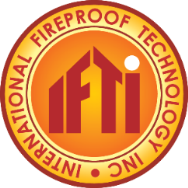 INTERNATIONAL FIREPROOF TECHNOLOGY INC.
IFTi